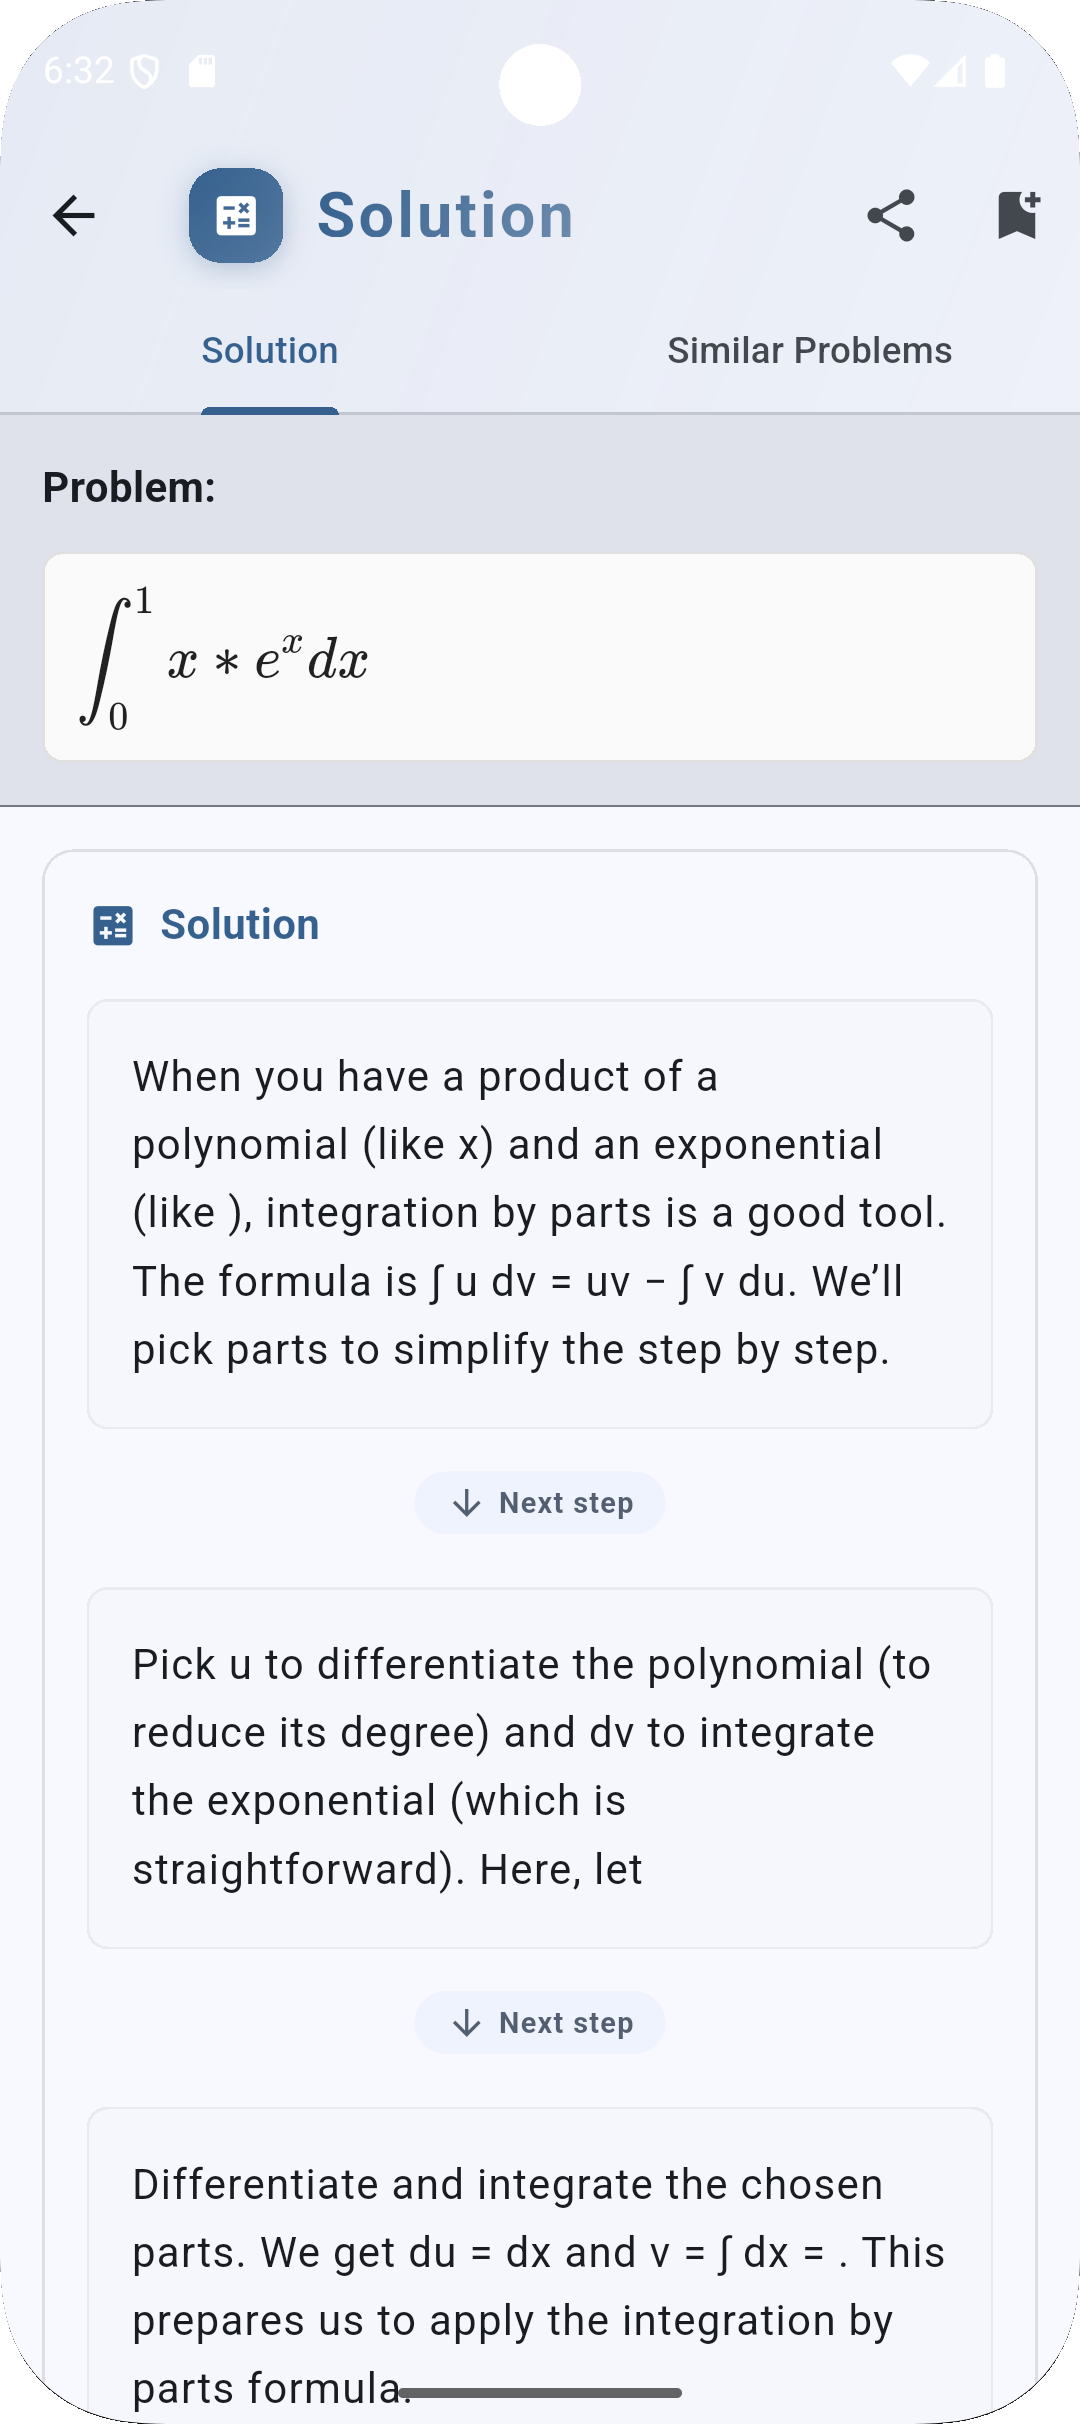 6:32
Solution
Solution
Similar Problems
Problem:
∫₀¹ x * eˣ dx
Solution
When you have a product of a
polynomial (like x) and an exponential
(like ), integration by parts is a good tool.
The formula is ∫ u dv = uv − ∫ v du. We’ll
pick parts to simplify the step by step.
Next step
Pick u to differentiate the polynomial (to
reduce its degree) and dv to integrate
the exponential (which is
straightforward). Here, let
Next step
Differentiate and integrate the chosen
parts. We get du = dx and v = ∫ dx = . This
prepares us to apply the integration by
parts formula.